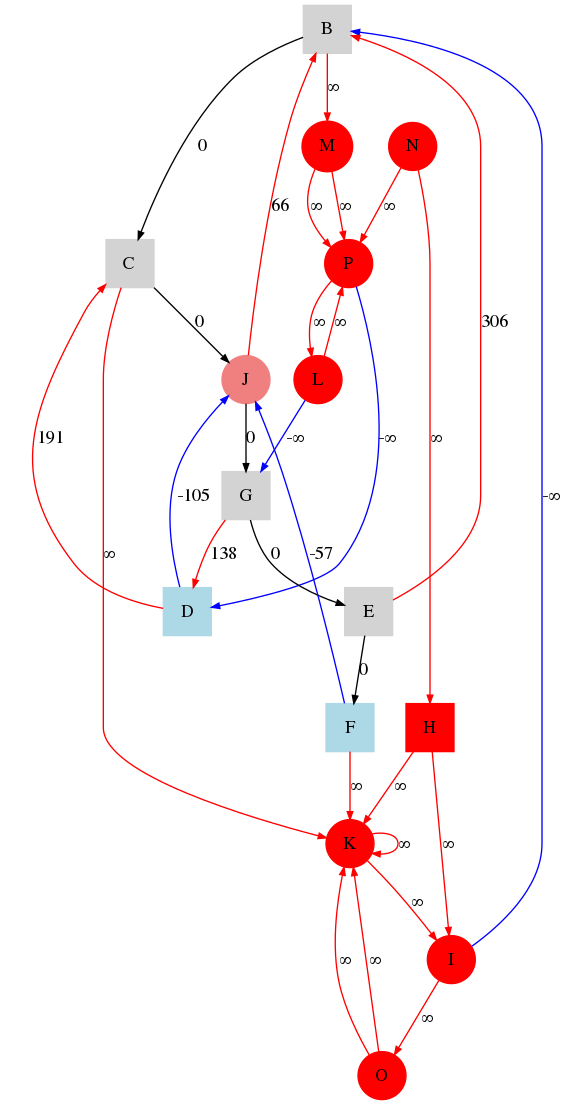 B
∞
M N
0
66 ∞ ∞ ∞
C P
0 ∞ ∞ 306
J L
191 0 -∞ -∞ ∞
-105 G -∞
∞ 138 0 -57
D E
0
F H
∞ ∞
K ∞ ∞
∞
∞ ∞ I
∞
O